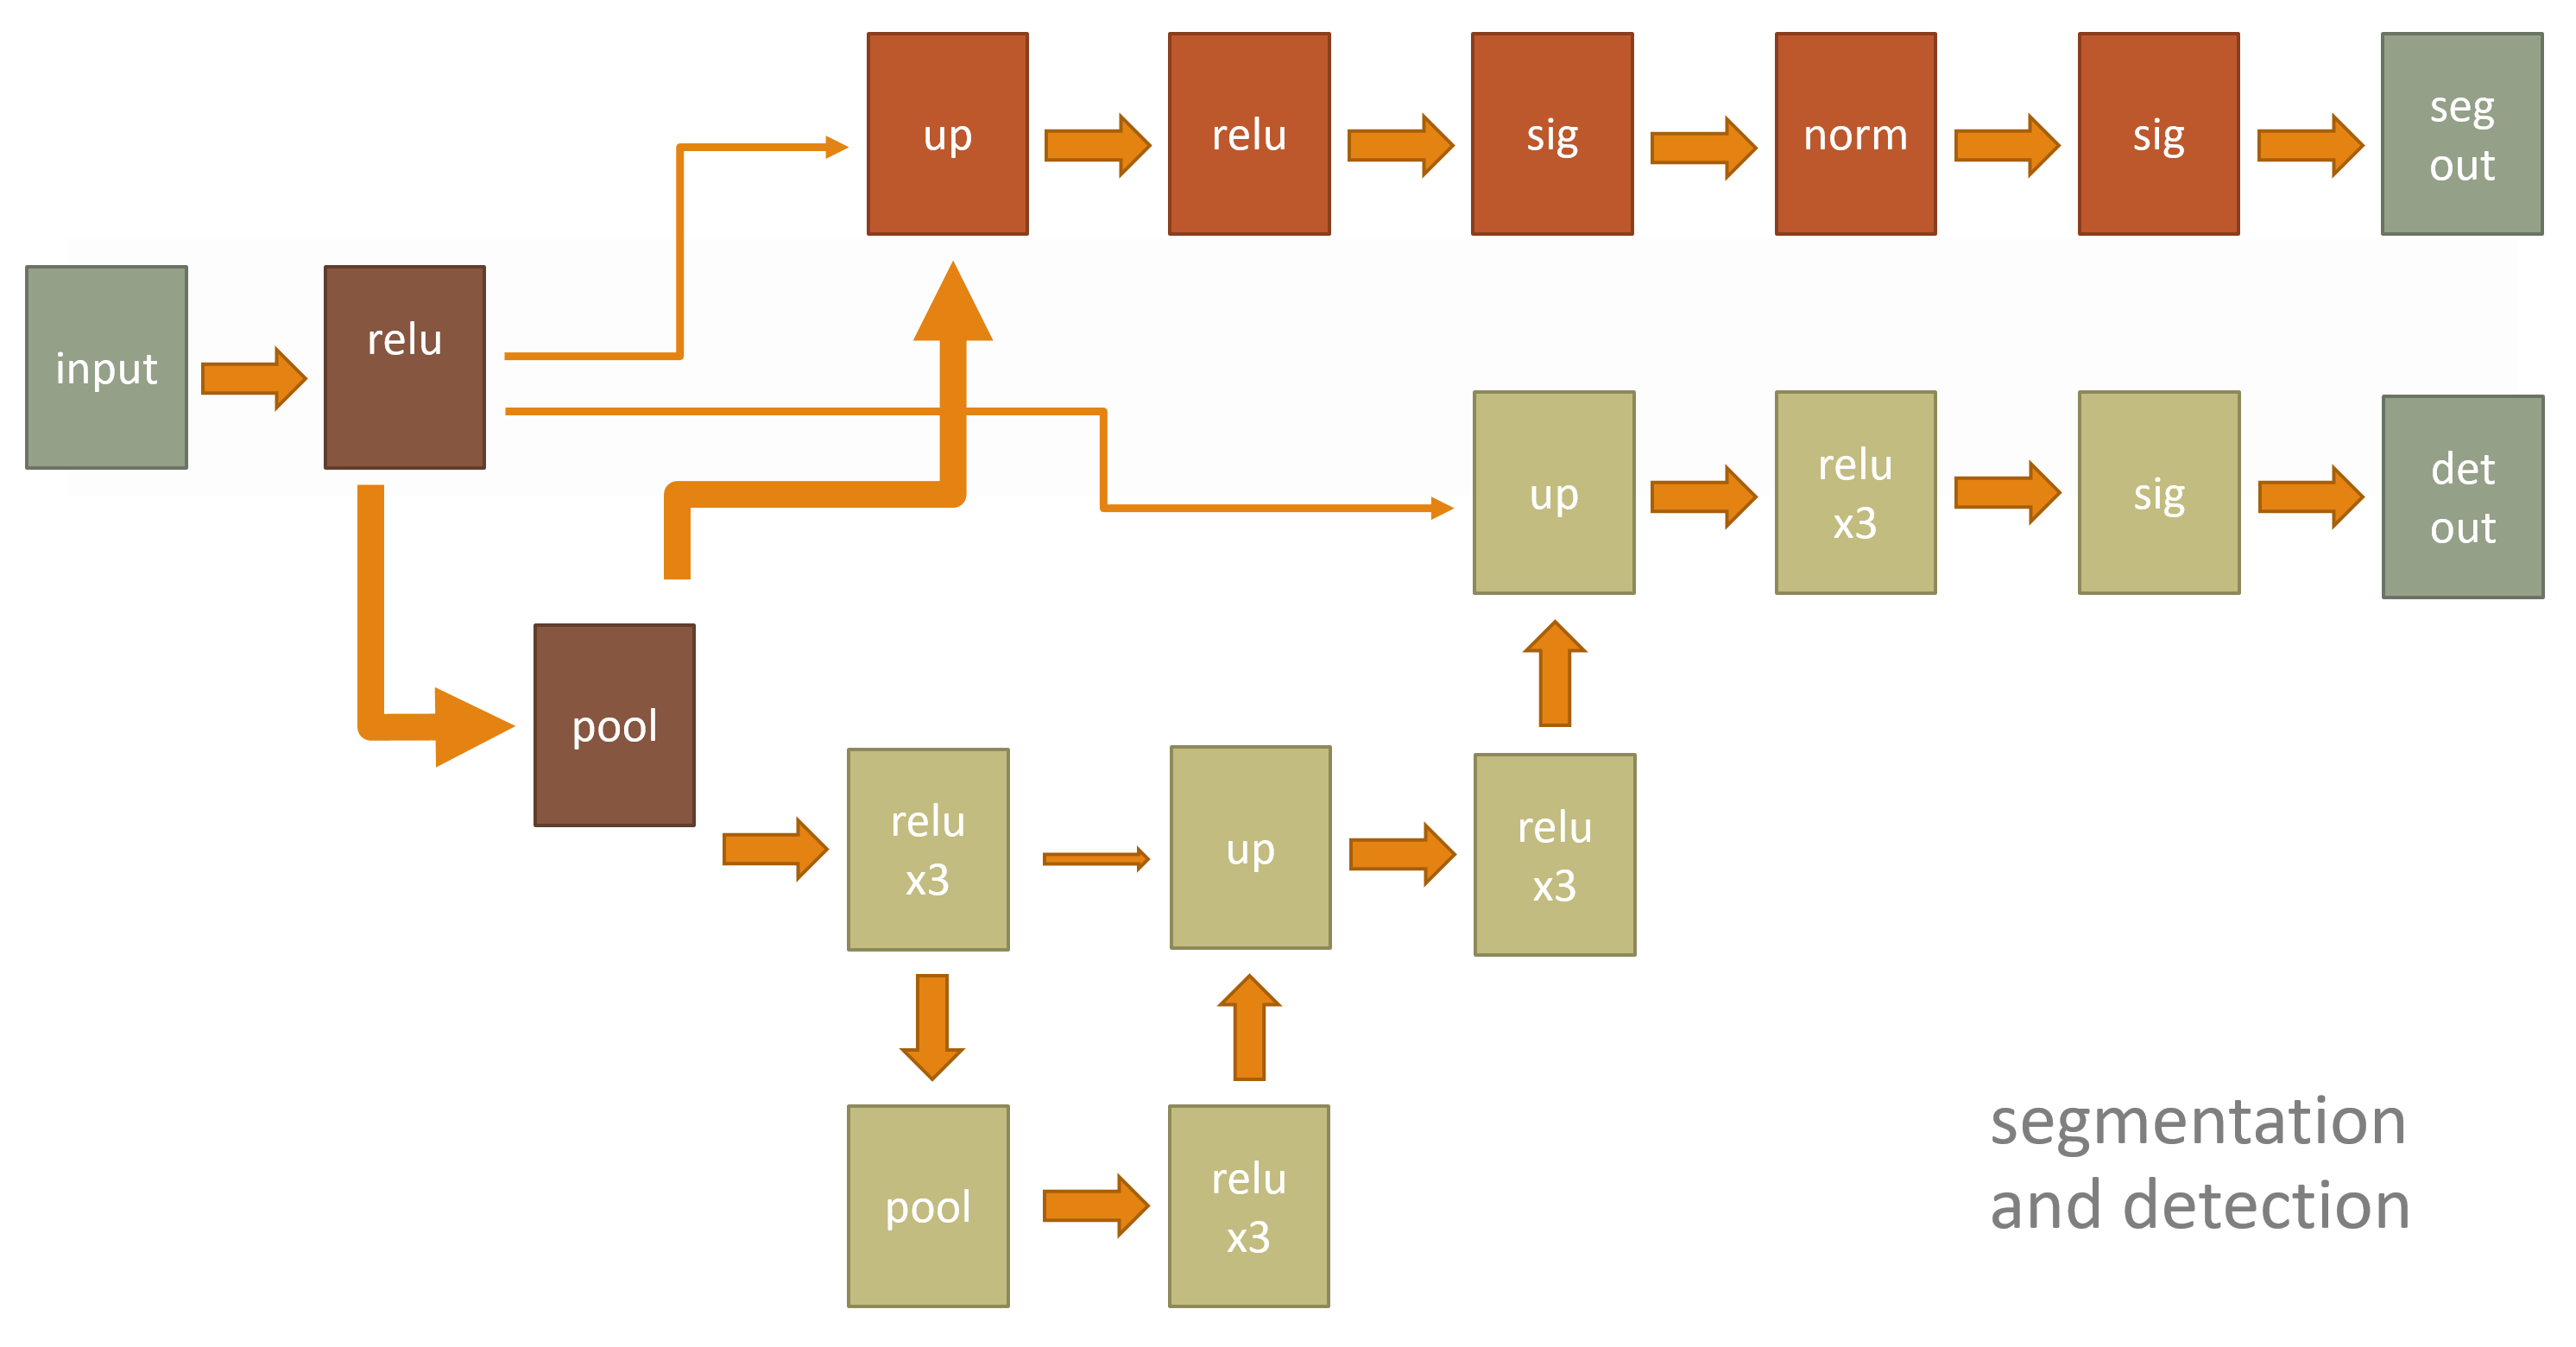 up
relu
sig
norm
sig
seg
out
input
relu
up
relu
x3
sig
det
out
pool
relu
x3
up
relu
x3
pool
relu
x3
segmentation
and detection